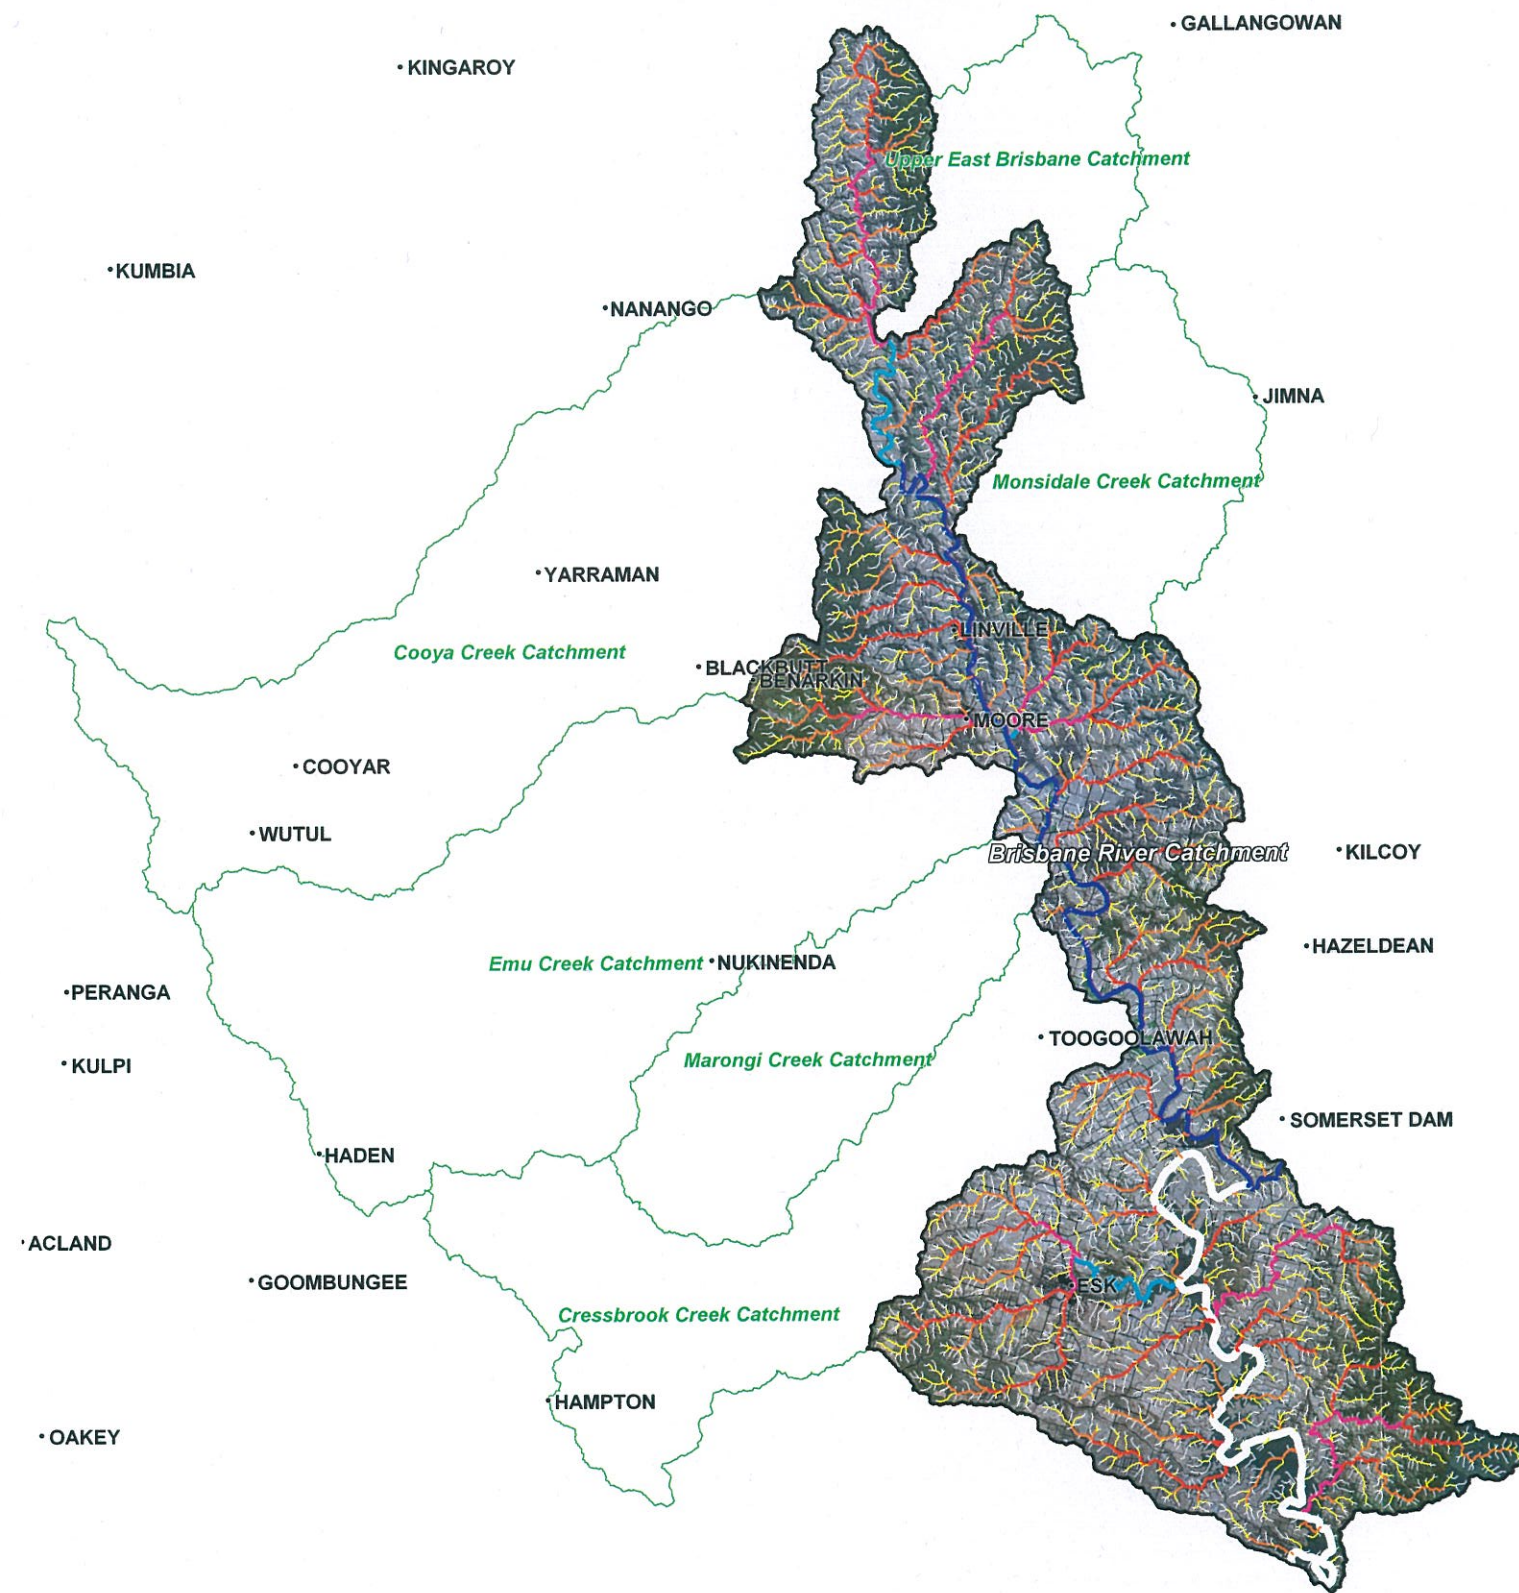 GALLANGOWAN
KINGAROY
Upper East Brisbane Catchment
KUMBIA
NANANGO
JIMNA
Monsidale Creek Catchment
YARRAMAN
LINVILLE
Cooya Creek Catchment
BLACKBUTT
BENARKIN
MOORE
COOYAR
WUTUL
Brisbane River Catchment
KILCOY
HAZELDEAN
Emu Creek Catchment
NUKINENDA
PERANGA
TOOGOOLAWAH
Marongi Creek Catchment
KULPI
SOMERSET DAM
HADEN
ACLAND
GOOMBUNGEE
ESK
Cressbrook Creek Catchment
HAMPTON
OAKEY